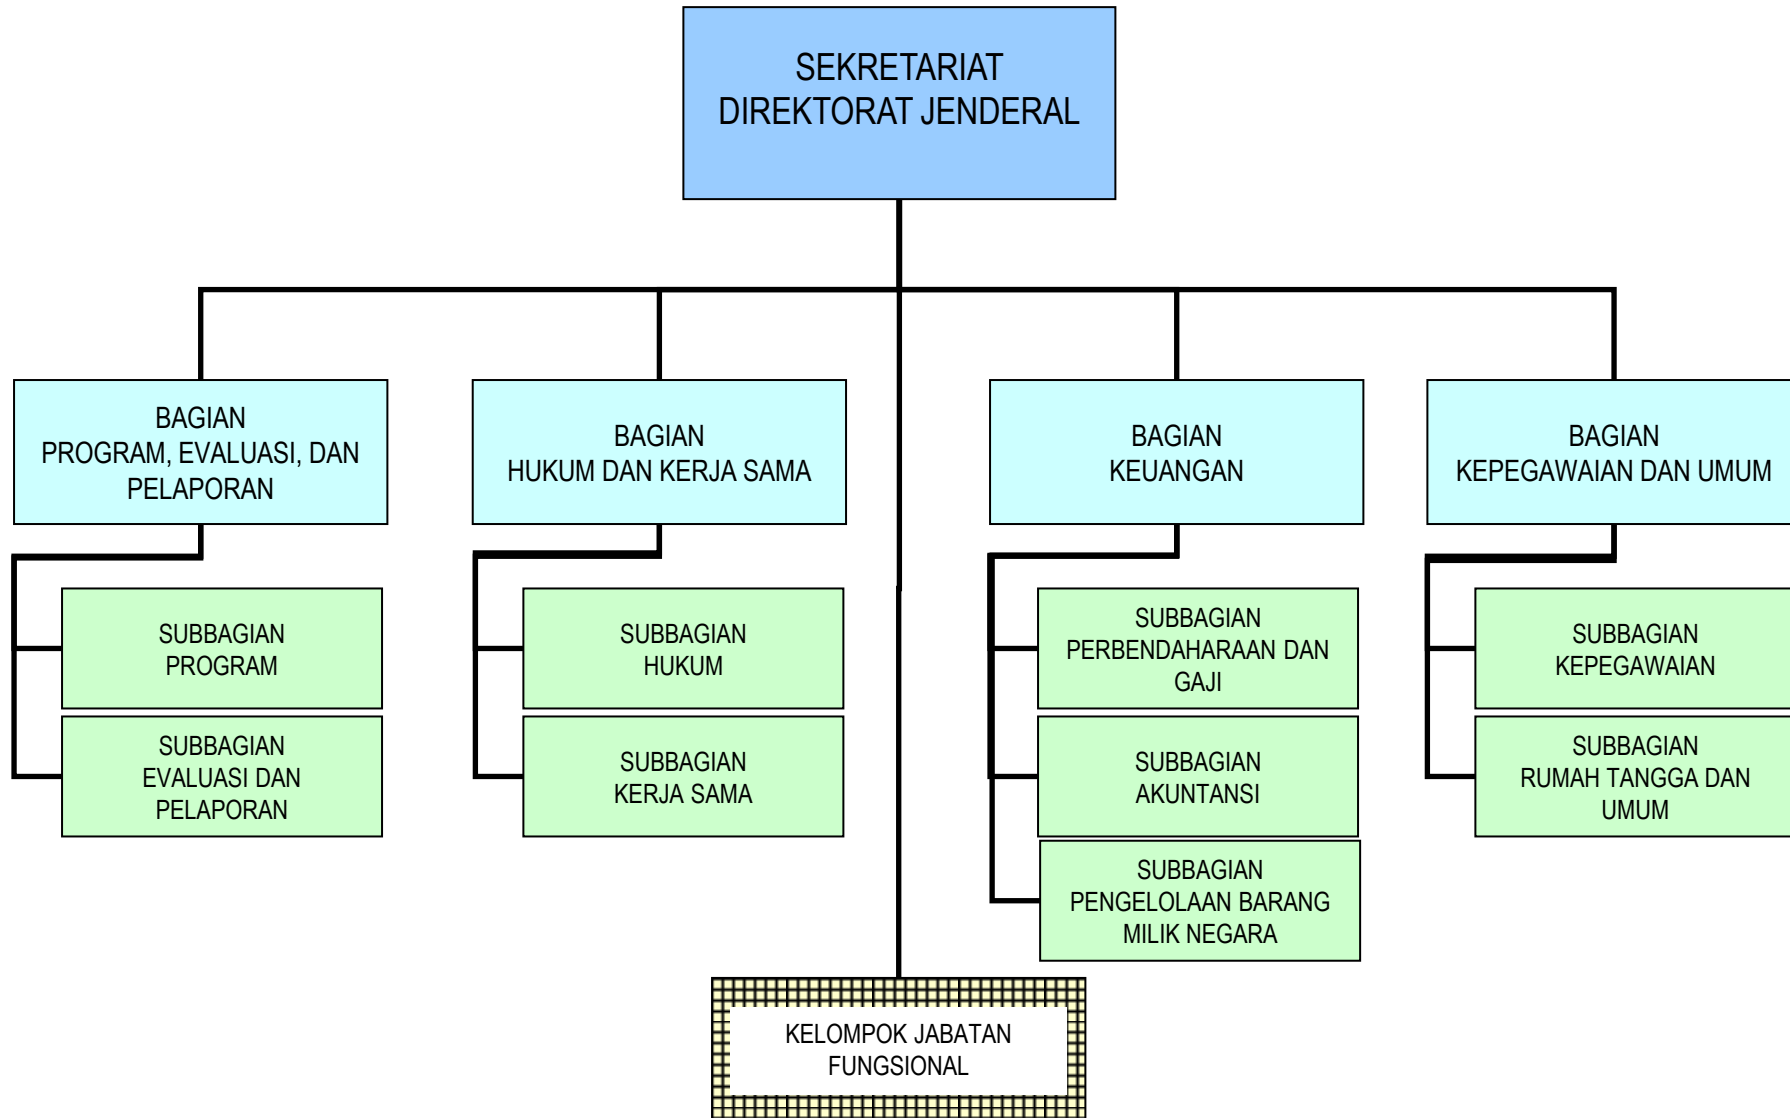 SEKRETARIAT
DIREKTORAT JENDERAL
BAGIAN
PROGRAM, EVALUASI, DAN
PELAPORAN
BAGIAN
HUKUM DAN KERJA SAMA
BAGIAN
KEUANGAN
BAGIAN
KEPEGAWAIAN DAN UMUM
SUBBAGIAN
PROGRAM
SUBBAGIAN
HUKUM
SUBBAGIAN
PERBENDAHARAAN DAN
GAJI
SUBBAGIAN
KEPEGAWAIAN
SUBBAGIAN
EVALUASI DAN
PELAPORAN
SUBBAGIAN
KERJA SAMA
SUBBAGIAN
AKUNTANSI
SUBBAGIAN
RUMAH TANGGA DAN
UMUM
SUBBAGIAN
PENGELOLAAN BARANG
MILIK NEGARA
KELOMPOK JABATAN
FUNGSIONAL